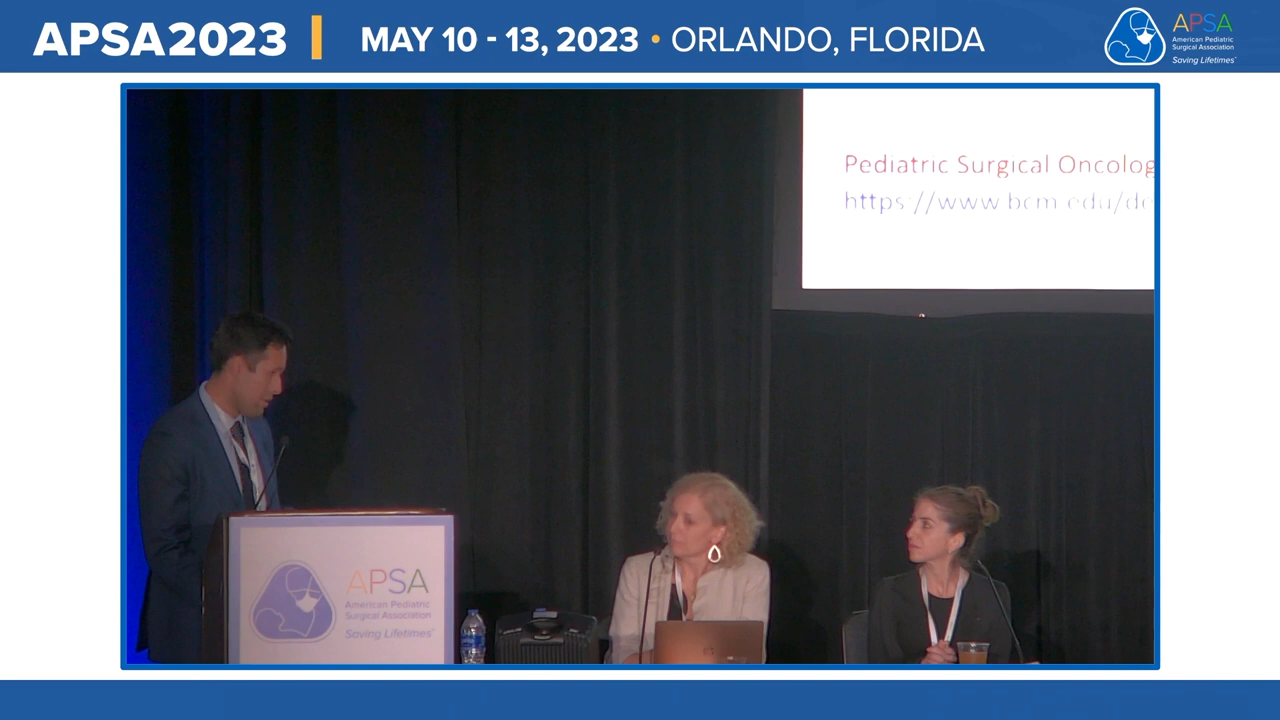 APSA2023 | MAY 10 - 13, 2023 • ORLANDO, FLORIDA
APSA
American Pediatric
Surgical Association
Saving Lifetimes
Pediatric Surgical Oncolog
https://www.bcm.edu/de
APSA
American Pediatric
Surgical Association
Saving Lifetimes